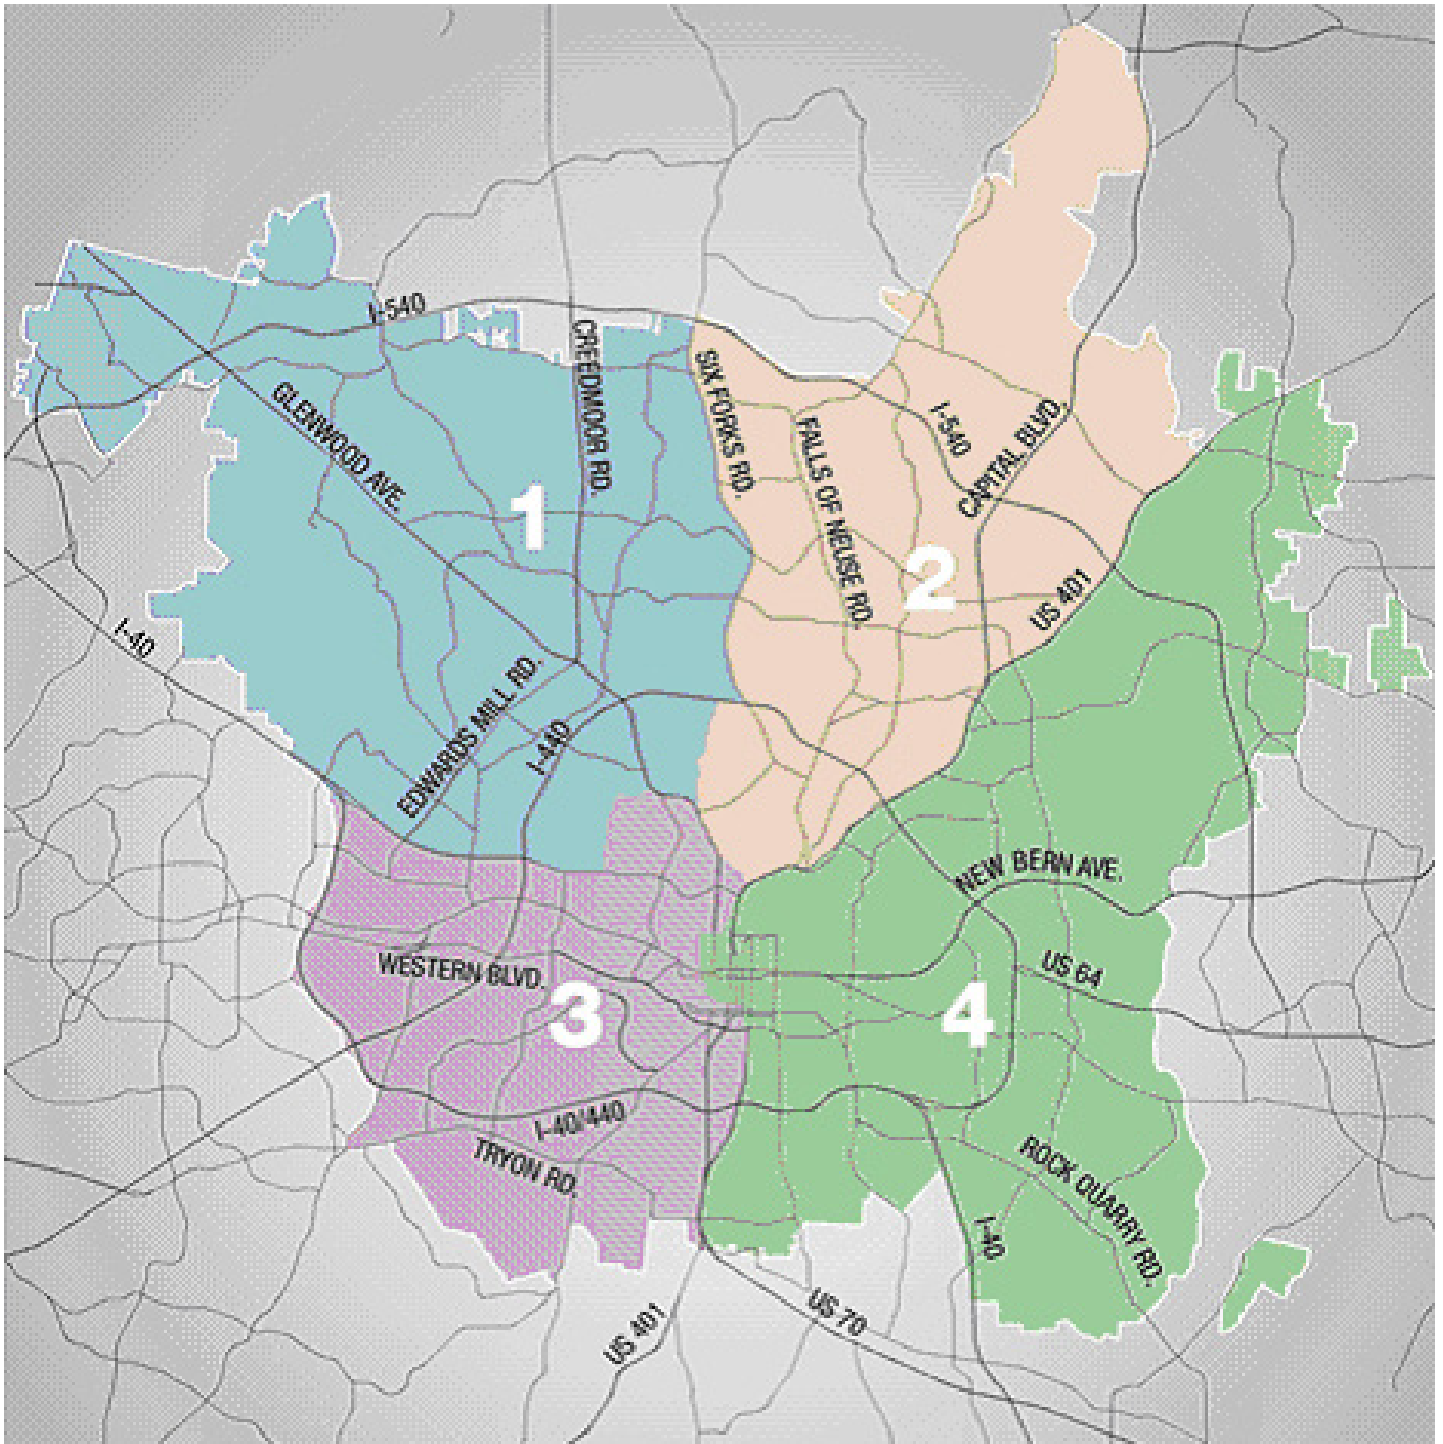 I-540
CREEDMOOR RD.
SIX FORKS RD.
GLENWOOD AVE.
FALLS OF NEUSE RD.
I-540
CAPITAL BLVD.
1
2
US 401
I-40
EDWARDS MILL RD.
I-440
NEW BERN AVE.
WESTERN BLVD.
US 64
3
4
I-40/440
TRYON RD.
ROCK QUARRY RD.
I-40
US 70
US 401